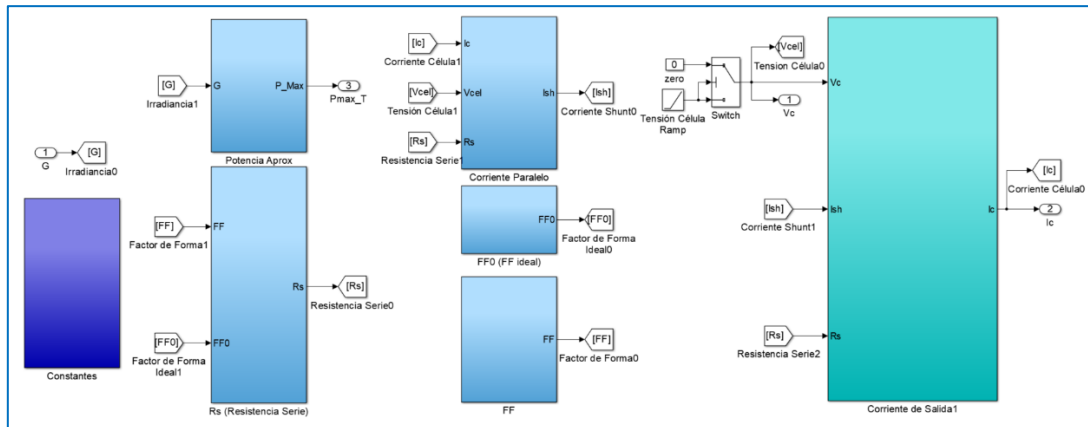 [G]
Irradiancia1
G
P_Max
3
Pmax_T
Potencia Aprox
1
G
[G]
Irradiancia0
Constantes
[FF]
Factor de Forma1
FF
[FF0]
Factor de Forma
Ideal1
FF0
Rs
[Rs]
Resistencia Serie0
Rs (Resistencia Serie)
[Ic]
Corriente Célula1
Ic
[Vcel]
Tensión Célula1
Vcel
[Rs]
Resistencia Serie1
Rs
Ish
[Ish]
Corriente Shunt0
Corriente Paralelo
FF0
[FF0]
Factor de Forma
Ideal0
FF0 (FF ideal)
FF
[FF]
Factor de Forma0
FF
0
zero
Tensión Célula
Ramp
Switch
[Vcel]
Tension Célula0
1
Vc
Vc
[Ish]
Corriente Shunt1
Ish
[Rs]
Resistencia Serie2
Rs
Ic
[Ic]
Corriente Célula0
2
Ic
Corriente de Salida1